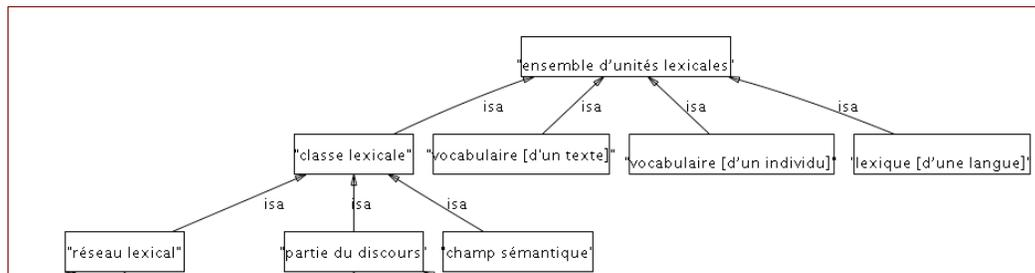 "ensemble d'unités lexicales"
isa isa isa isa
"classe lexicale" "vocabulaire [d'un texte]" "vocabulaire [d'un individu]" "lexique [d'une langue]"
isa isa isa
"réseau lexical" "partie du discours" "champ sémantique"